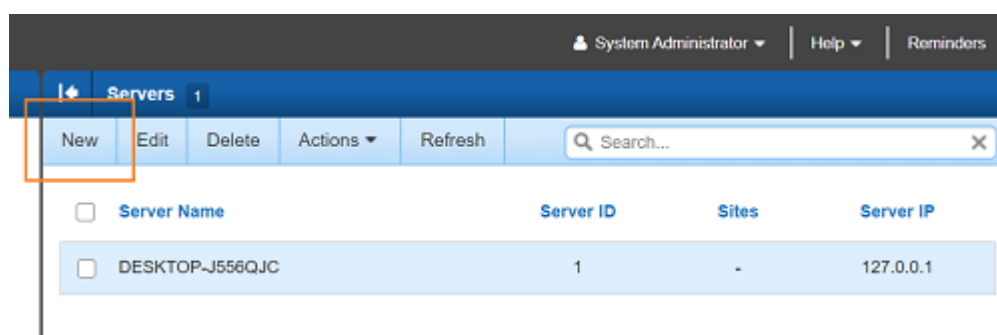 System Administrator Help Reminders
Servers 1
New Edit Delete Actions Refresh Search...
Server Name Server ID Sites Server IP
DESKTOP-J556QJC 1 - 127.0.0.1